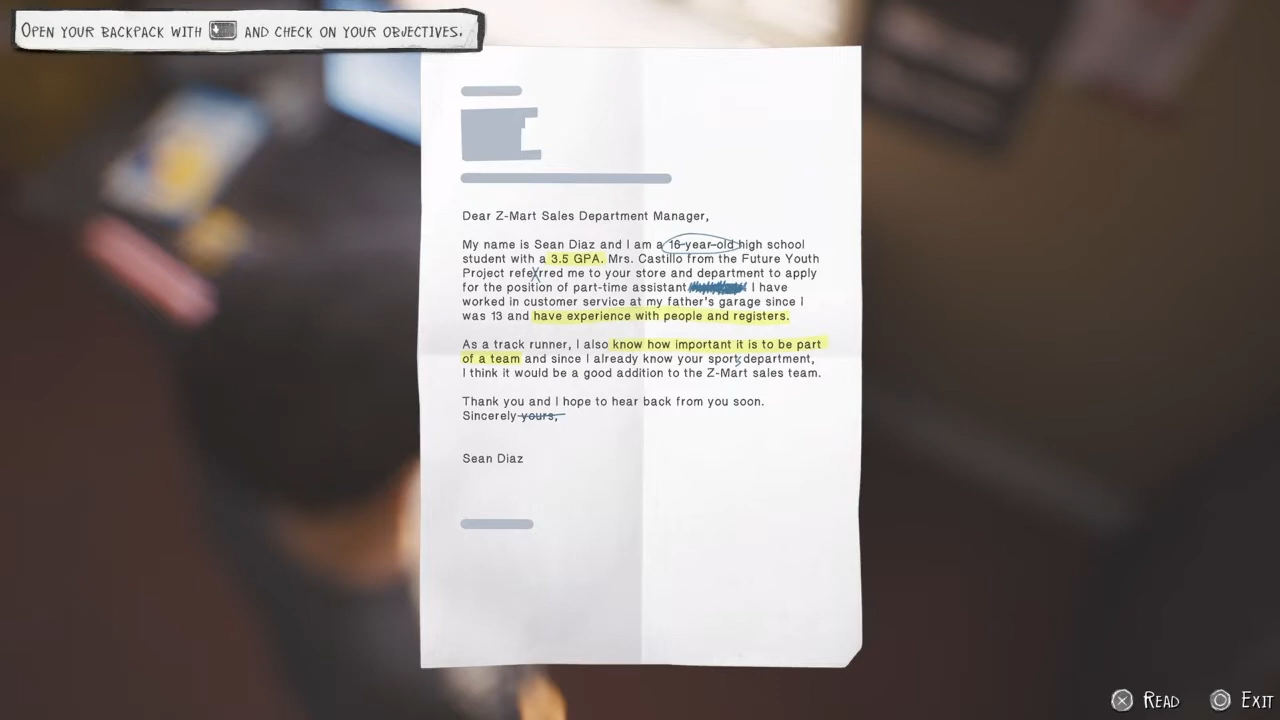 OPEN YOUR BACKPACK WITH AND CHECK ON YOUR OBJECTIVES.
Dear Z-Mart Sales Department Manager,
My name is Sean Diaz and I am a 16-year-old high school
student with a 3.5 GPA. Mrs. Castillo from the Future Youth
Project referred me to your store and department to apply
for the position of part-time assistant I have
worked in customer service at my father's garage since I
was 13 and have experience with people and registers.
As a track runner, I also know how important it is to be part
of a team and since I already know your sport department,
I think it would be a good addition to the Z-Mart sales team.
Thank you and I hope to hear back from you soon.
Sincerely yours,
Sean Diaz
READ EXIT